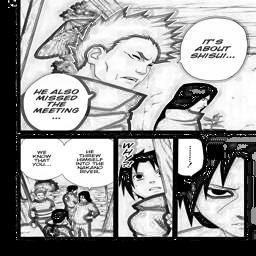 IT'S
ABOUT
SHISUI...
HE ALSO
MISSED
THE
MEETING
...
WE
KNOW
THAT
YOU...
HE
THREW
HIMSELF
INTO THE
NAKANO
RIVER.
WHY?
.........